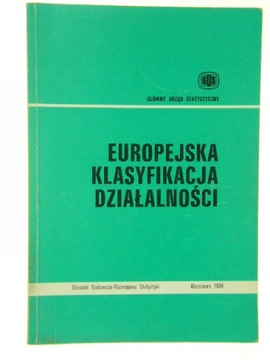 GUS
GŁÓWNY URZĄD STATYSTYCZNY
EUROPEJSKA
KLASYFIKACJA
DZIAŁALNOŚCI
Ośrodek Badawczo-Rozwojowy Statystyki Warszawa 1994